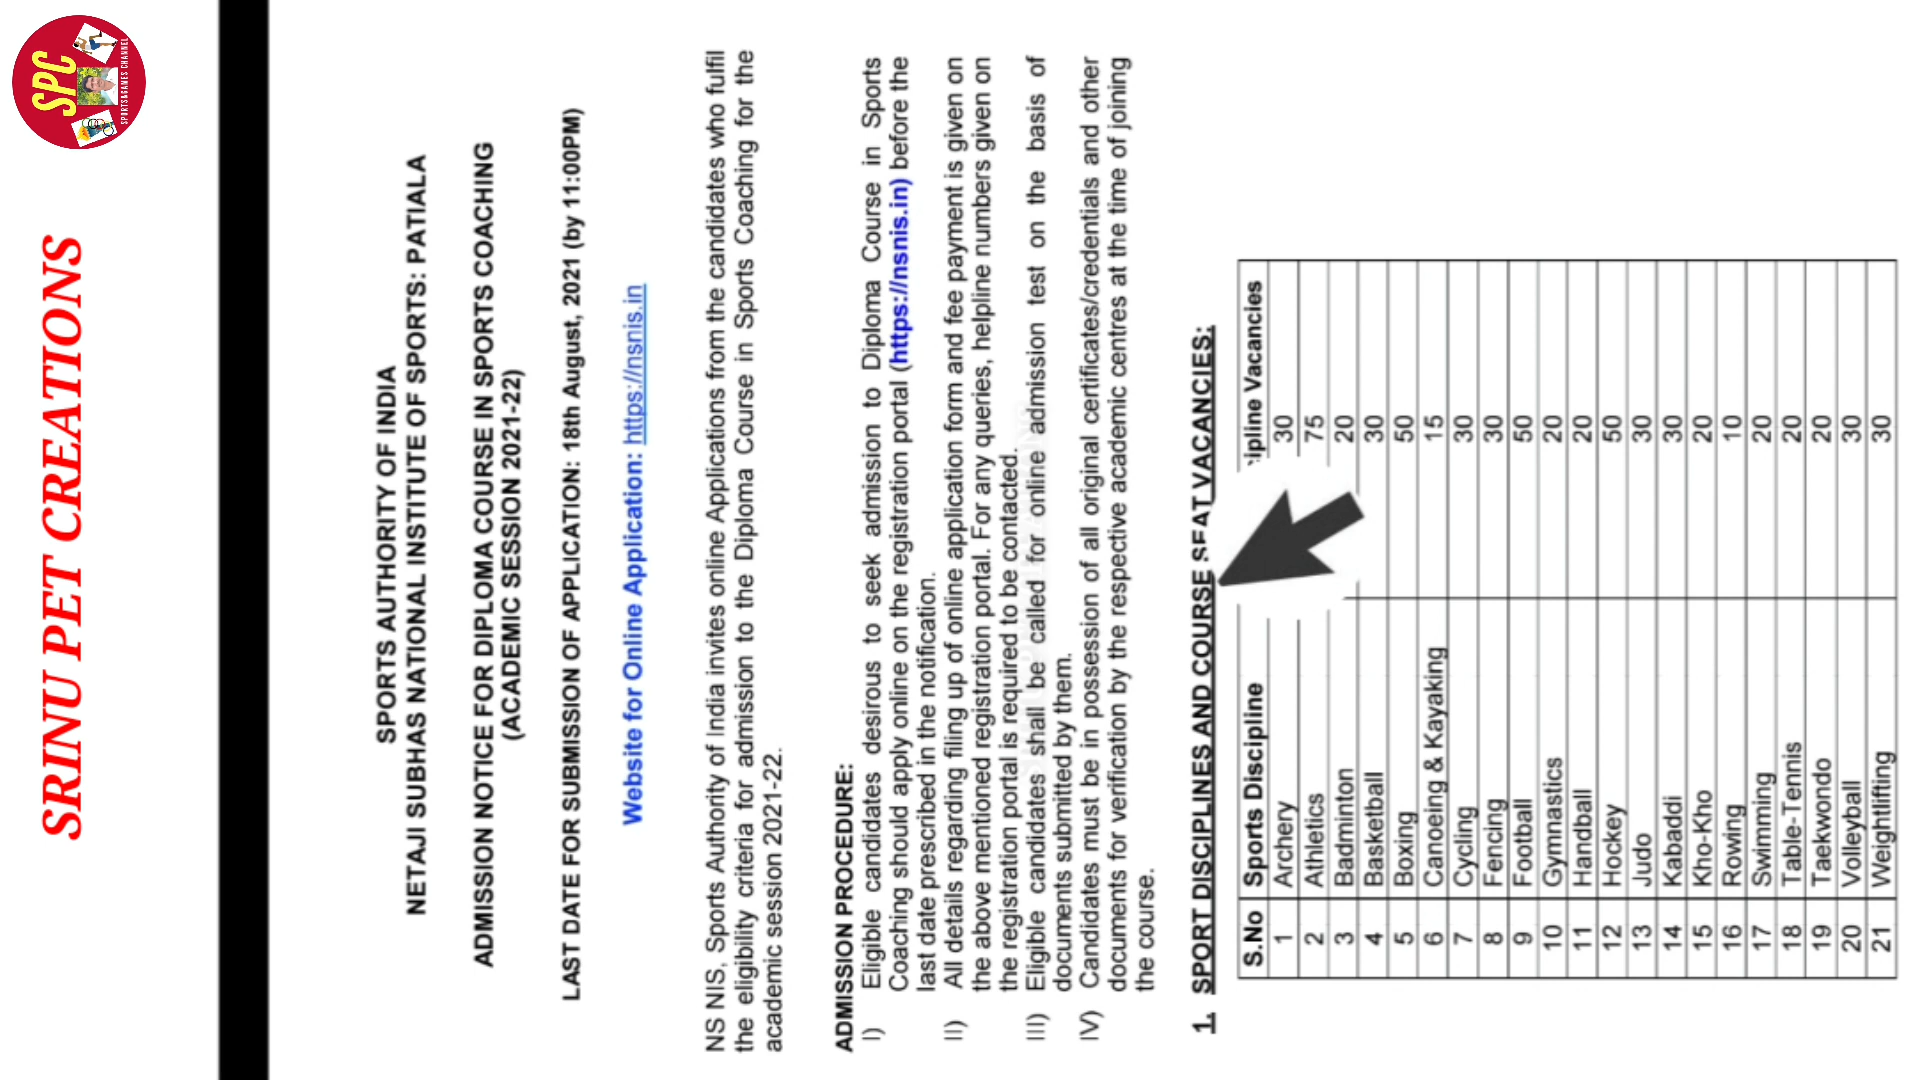 SPC
SPORTS&GAMES CHANNEL
SRINU PET CREATIONS
SPORTS AUTHORITY OF INDIA
NETAJI SUBHAS NATIONAL INSTITUTE OF SPORTS: PATIALA
ADMISSION NOTICE FOR DIPLOMA COURSE IN SPORTS COACHING
(ACADEMIC SESSION 2021-22)
LAST DATE FOR SUBMISSION OF APPLICATION: 18th August, 2021 (by 11:00PM)
Website for Online Application: https://nsnis.in
NS NIS, Sports Authority of India invites online Applications from the candidates who fulfil
the eligibility criteria for admission to the Diploma Course in Sports Coaching for the
academic session 2021-22.
ADMISSION PROCEDURE:
I) Eligible candidates desirous to seek admission to Diploma Course in Sports
Coaching should apply online on the registration portal (https://nsnis.in) before the
last date prescribed in the notification.
II) All details regarding filing up of online application form and fee payment is given on
the above mentioned registration portal. For any queries, helpline numbers given on
the registration portal is required to be contacted.
III) Eligible candidates shall be called for online admission test on the basis of
documents submitted by them.
IV) Candidates must be in possession of all original certificates/credentials and other
documents for verification by the respective academic centres at the time of joining
the course.
1. SPORT DISCIPLINES AND COURSE SEAT VACANCIES:
S.No Sports Discipline ipline Vacancies
1 Archery 30
2 Athletics 75
3 Badminton 20
4 Basketball 30
5 Boxing 50
6 Canoeing & Kayaking 15
7 Cycling 30
8 Fencing 30
9 Football 50
10 Gymnastics 20
11 Handball 20
12 Hockey 50
13 Judo 30
14 Kabaddi 30
15 Kho-Kho 20
16 Rowing 10
17 Swimming 20
18 Table-Tennis 20
19 Taekwondo 20
20 Volleyball 30
21 Weightlifting 30